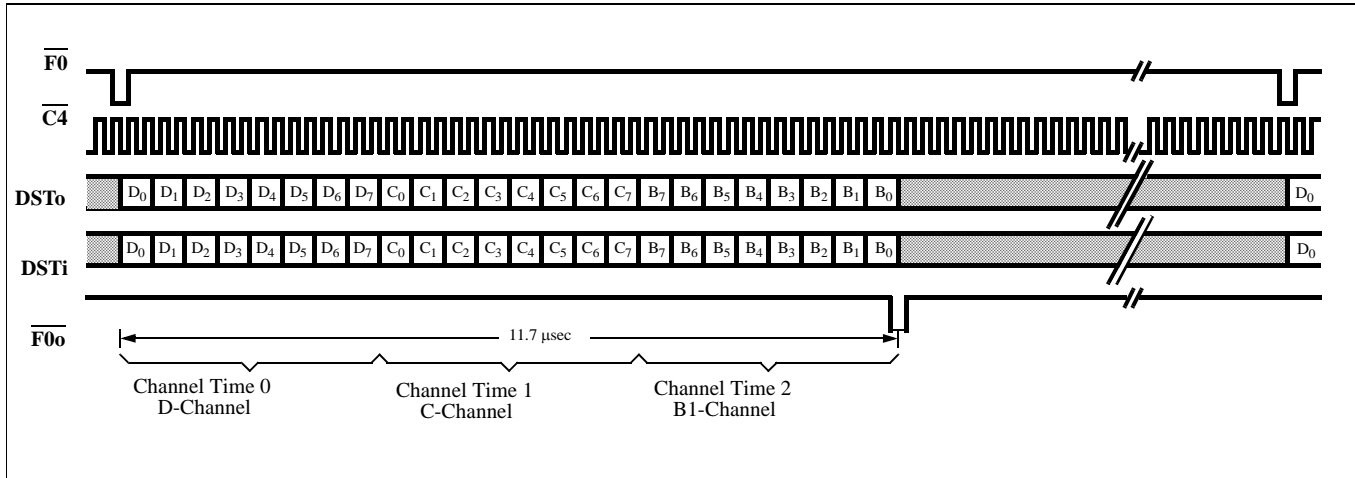 F0
C4
DSTo
D0 D1 D2 D3 D4 D5 D6 D7 C0 C1 C2 C3 C4 C5 C6 C7 B7 B6 B5 B4 B3 B2 B1 B0 D0
DSTi
D0 D1 D2 D3 D4 D5 D6 D7 C0 C1 C2 C3 C4 C5 C6 C7 B7 B6 B5 B4 B3 B2 B1 B0 D0
F0o
11.7 μsec
Channel Time 0
D-Channel
Channel Time 1
C-Channel
Channel Time 2
B1-Channel